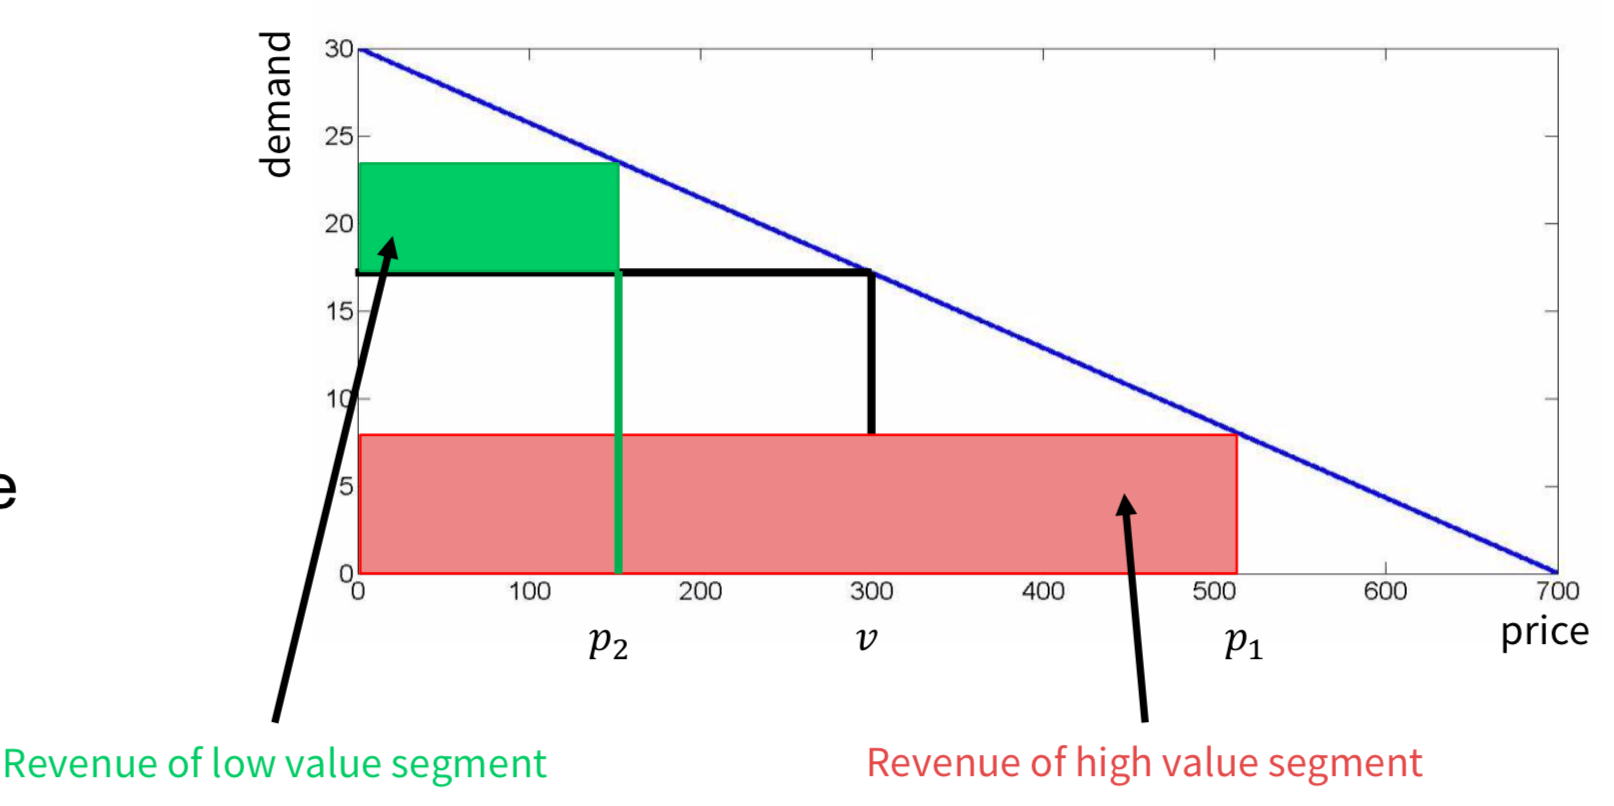 demand
30
25
20
15
10
5
0
e
0 100 200 300 400 500 600 700
p₂ v p₁ price
Revenue of low value segment
Revenue of high value segment